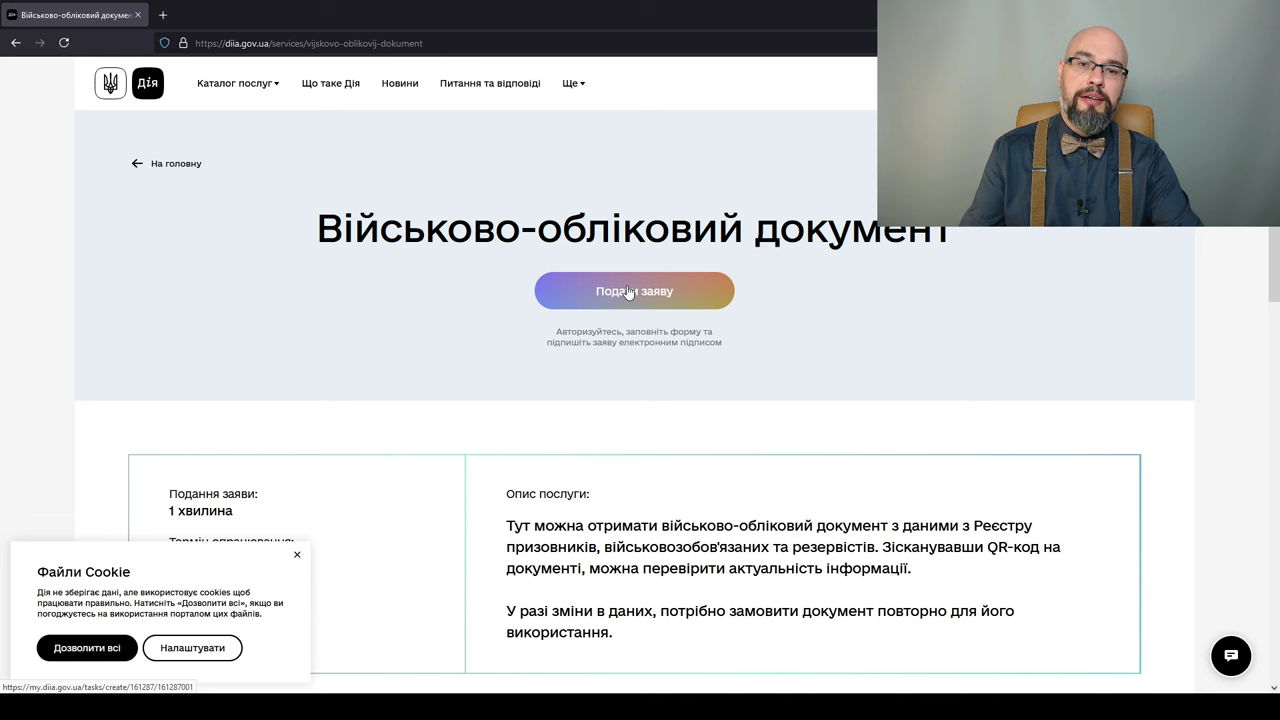 Військово-обліковий докумен
https://diia.gov.ua/services/vijskovo-oblikovij-dokument
Дія
Каталог послуг
Що таке Дія
Новини
Питання та відповіді
Ще
На головну
Військово-обліковий документ
Подати заяву
Авторизуйтесь, заповніть форму та
підпишіть заяву електронним підписом
Подання заяви:
1 хвилина
Термін опрацювання:
Опис послуги:
Тут можна отримати військово-обліковий документ з даними з Реєстру
призовників, військовозобов'язаних та резервістів. Зісканувавши QR-код на
документі, можна перевірити актуальність інформації.
У разі зміни в даних, потрібно замовити документ повторно для його
використання.
Файли Cookie
Дія не зберігає дані, але використовує cookies щоб
працювати правильно. Натисніть «Дозволити всі», якщо ви
погоджуєтесь на використання порталом цих файлів.
Дозволити всі
Налаштувати
https://my.diia.gov.ua/tasks/create/161287/161287001